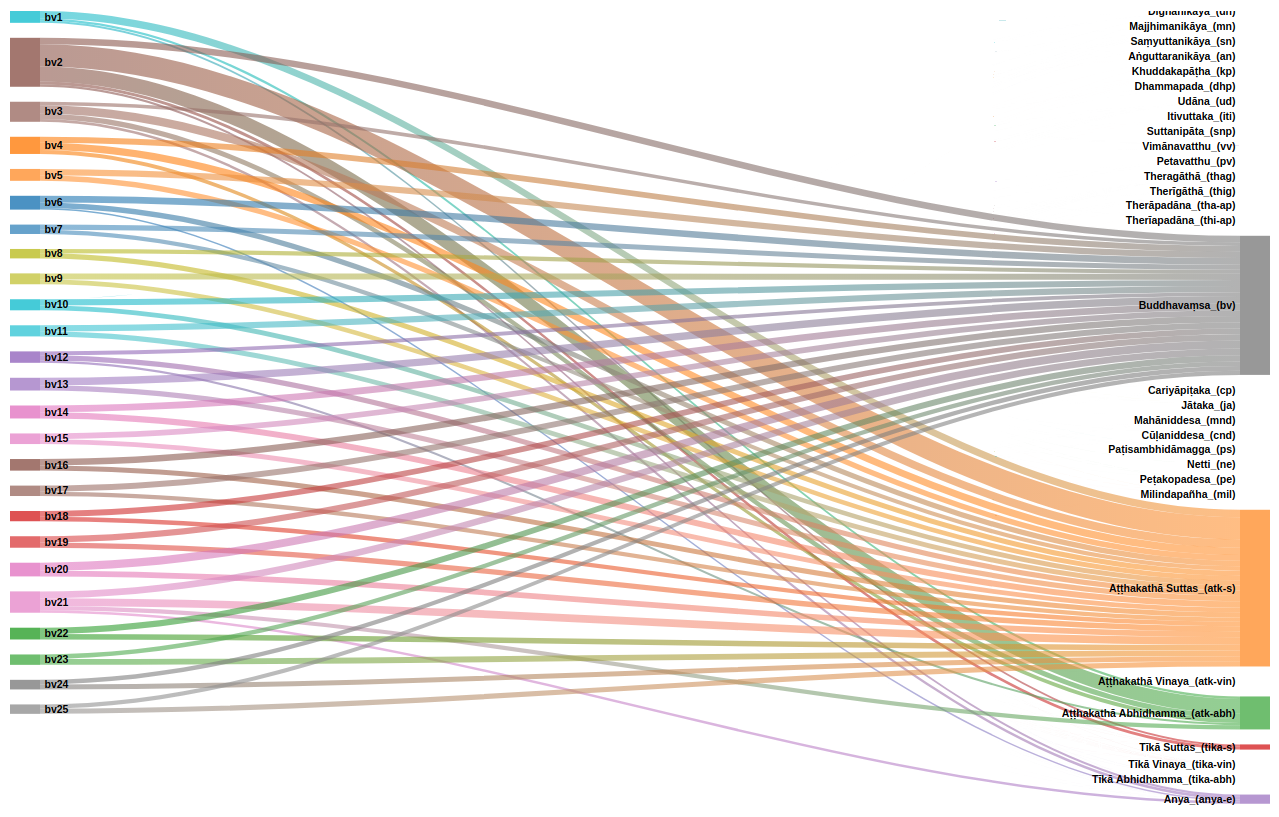 bv1
bv2
bv3
bv4
bv5
bv6
bv7
bv8
bv9
bv10
bv11
bv12
bv13
bv14
bv15
bv16
bv17
bv18
bv19
bv20
bv21
bv22
bv23
bv24
bv25
Dīghanikāya_(dn)
Majjhimanikāya_(mn)
Saṃyuttanikāya_(sn)
Aṅguttaranikāya_(an)
Khuddakapāṭha_(kp)
Dhammapada_(dhp)
Udāna_(ud)
Itivuttaka_(iti)
Suttanipāta_(snp)
Vimānavatthu_(vv)
Petavatthu_(pv)
Theragāthā_(thag)
Therīgāthā_(thig)
Therāpadāna_(tha-ap)
Therīapadāna_(thi-ap)
Buddhavaṃsa_(bv)
Cariyāpiṭaka_(cp)
Jātaka_(ja)
Mahāniddesa_(mnd)
Cūḷaniddesa_(cnd)
Paṭisambhidāmagga_(ps)
Netti_(ne)
Peṭakopadesa_(pe)
Milindapañha_(mil)
Aṭṭhakathā Suttas_(atk-s)
Aṭṭhakathā Vinaya_(atk-vin)
Aṭṭhakathā Abhidhamma_(atk-abh)
Tīkā Suttas_(tika-s)
Tīkā Vinaya_(tika-vin)
Tīkā Abhidhamma_(tika-abh)
Anya_(anya-e)